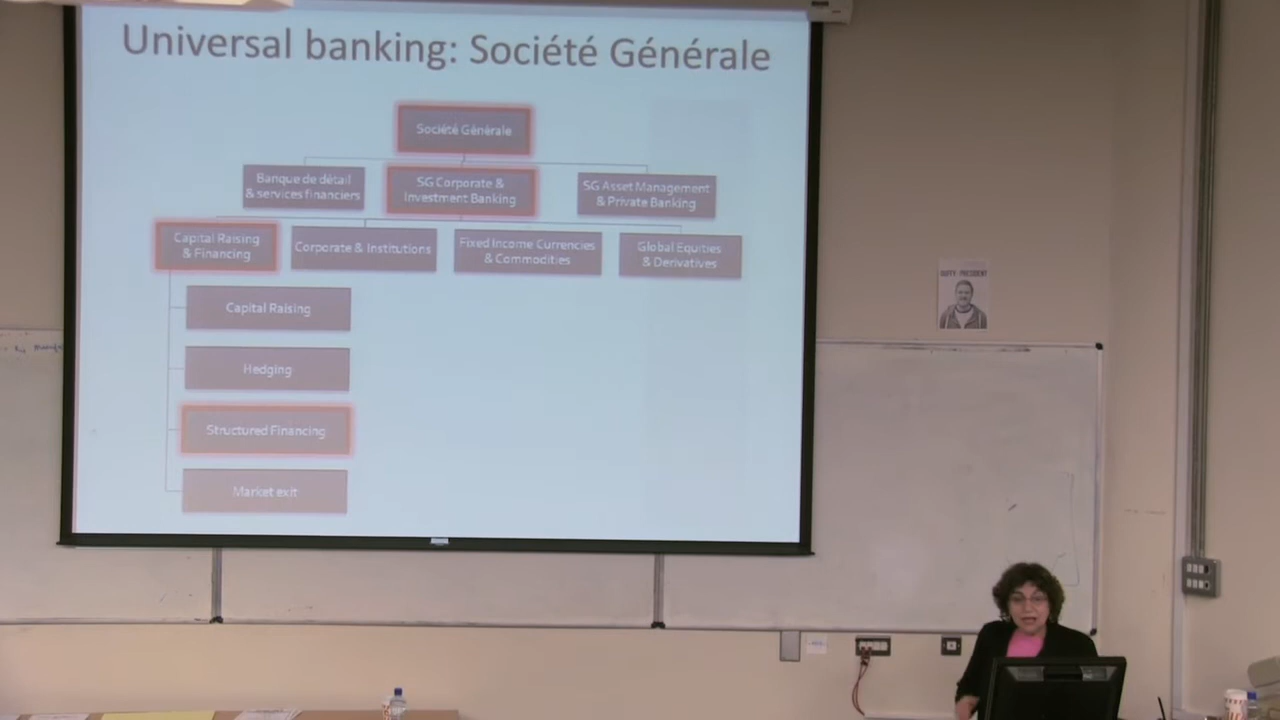 Universal banking: Société Générale
Société Générale
Banque de détail
& services financiers
SG Corporate &
Investment Banking
SG Asset Management
& Private Banking
Capital Raising
& Financing
Corporate & Institutions
Fixed Income Currencies
& Commodities
Global Equities
& Derivatives
Capital Raising
Hedging
Structured Financing
Market exit
PRESIDENT